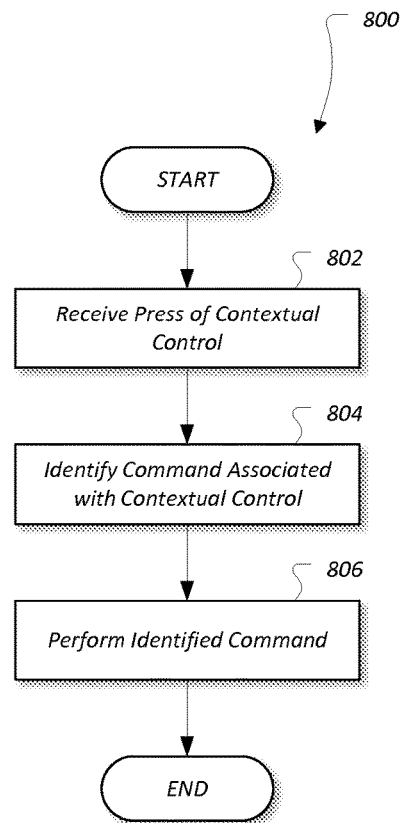 800
START
802
Receive Press of Contextual
Control
804
Identify Command Associated
with Contextual Control
806
Perform Identified Command
END